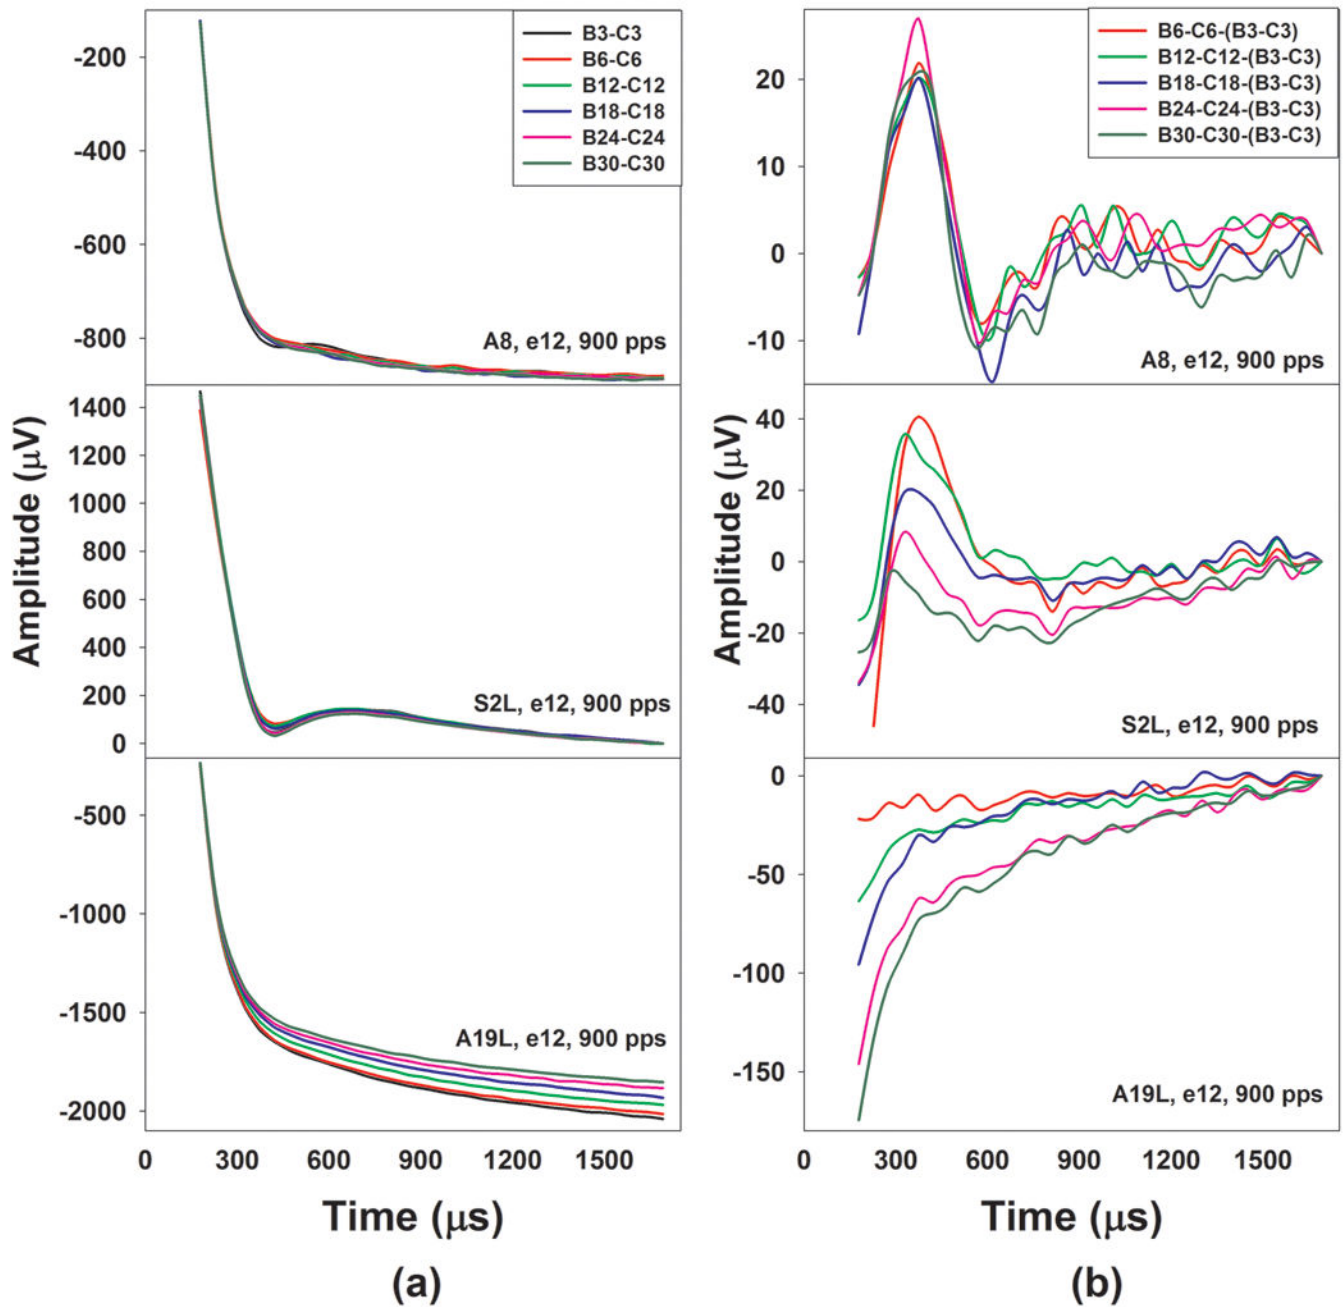 Amplitude (μV)
-200
-400
-600
-800
B3-C3
B6-C6
B12-C12
B18-C18
B24-C24
B30-C30
A8, e12, 900 pps
1400
1200
1000
800
600
400
200
0
S2L, e12, 900 pps
-500
-1000
-1500
-2000
A19L, e12, 900 pps
0 300 600 900 1200 1500
Time (μs)
(a)
Amplitude (μV)
20
10
0
-10
B6-C6-(B3-C3)
B12-C12-(B3-C3)
B18-C18-(B3-C3)
B24-C24-(B3-C3)
B30-C30-(B3-C3)
A8, e12, 900 pps
40
20
0
-20
-40
S2L, e12, 900 pps
0
-50
-100
-150
A19L, e12, 900 pps
0 300 600 900 1200 1500
Time (μs)
(b)